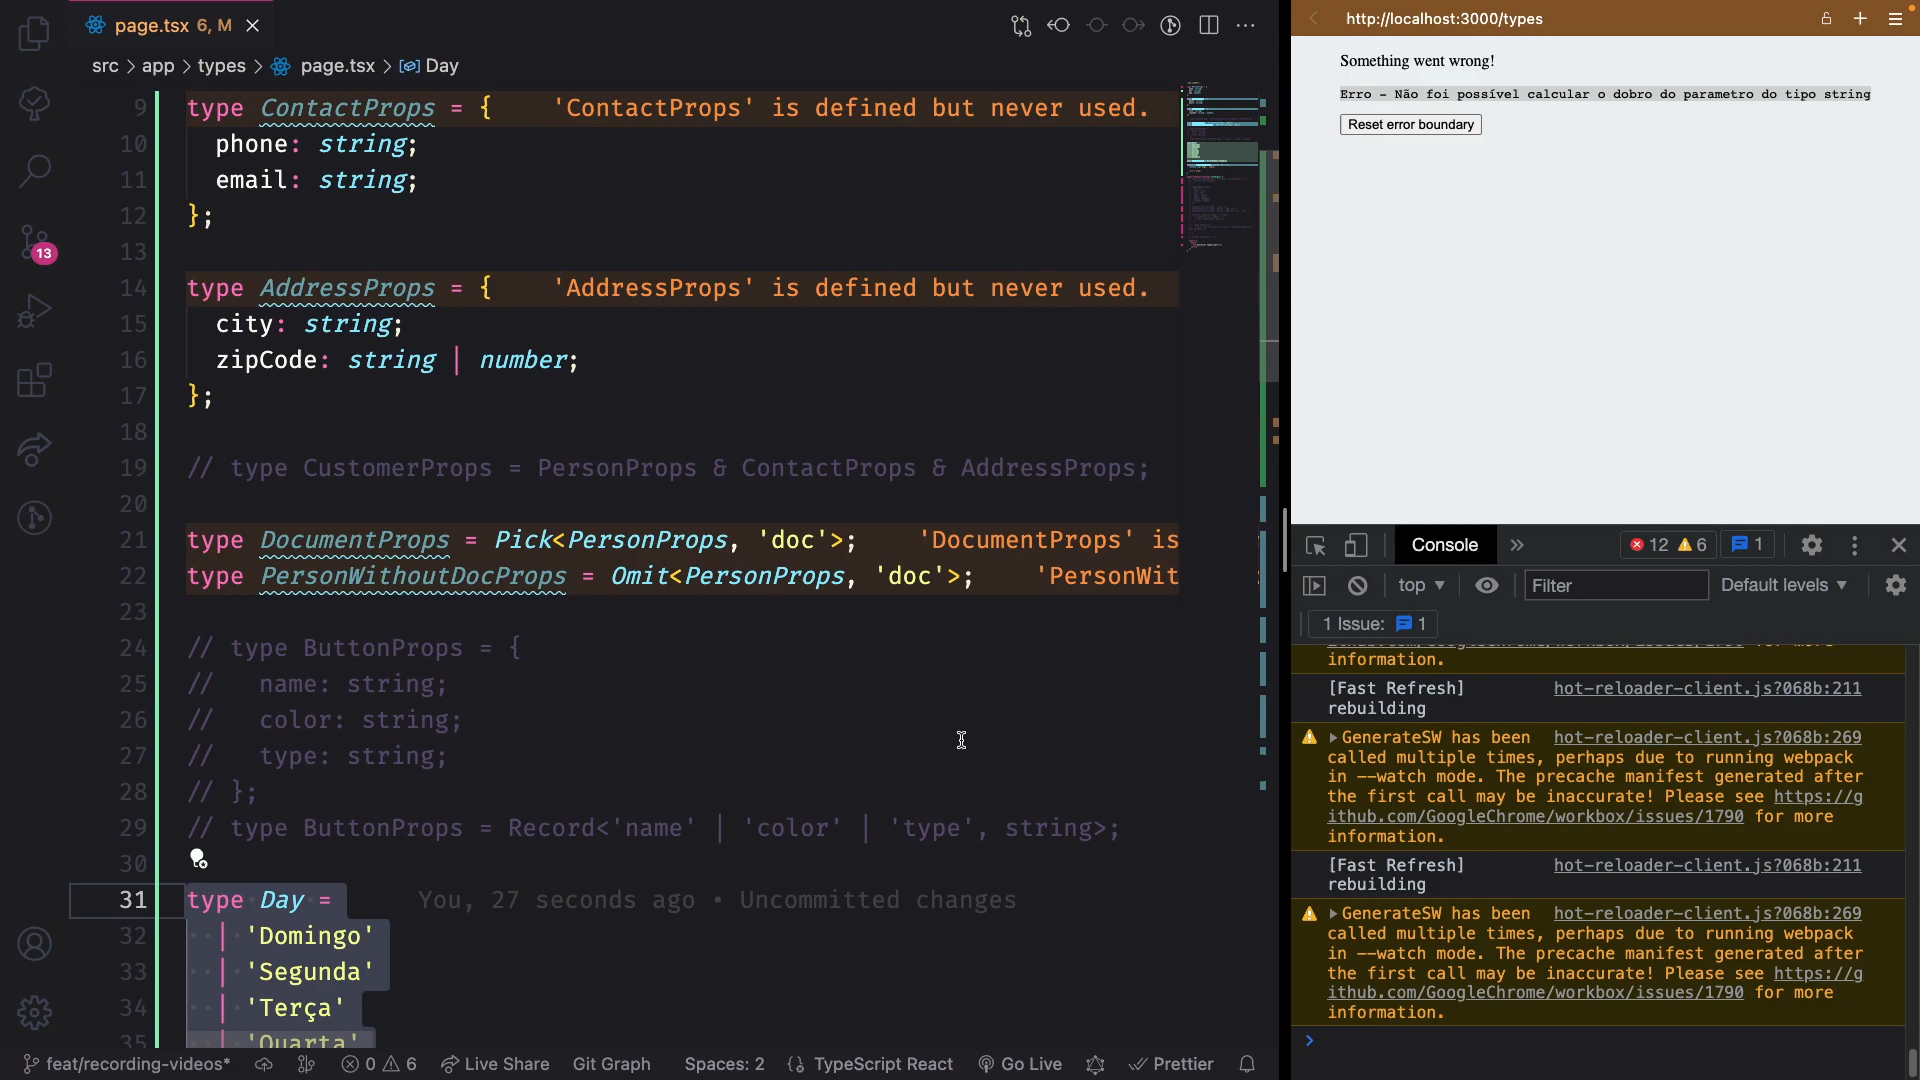 page.tsx 6, M
src > app > types > page.tsx > Day
9 type ContactProps = { 'ContactProps' is defined but never used.
10 phone: string;
11 email: string;
12 };
13
14 type AddressProps = { 'AddressProps' is defined but never used.
15 city: string;
16 zipCode: string | number;
17 };
18
19 // type CustomerProps = PersonProps & ContactProps & AddressProps;
20
21 type DocumentProps = Pick<PersonProps, 'doc'>; 'DocumentProps' is
22 type PersonWithoutDocProps = Omit<PersonProps, 'doc'>; 'PersonWit
23
24 // type ButtonProps = {
25 // name: string;
26 // color: string;
27 // type: string;
28 // };
29 // type ButtonProps = Record<'name' | 'color' | 'type', string>;
30
31 type Day = You, 27 seconds ago • Uncommitted changes
32 | 'Domingo'
33 | 'Segunda'
34 | 'Terça'
35 | 'Quarta'
13
feat/recording-videos* 0 6 Live Share Git Graph Spaces: 2 {} TypeScript React Go Live Prettier
http://localhost:3000/types
Something went wrong!
Erro - Não foi possível calcular o dobro do parametro do tipo string
Reset error boundary
Console » 12 6 1
top Filter Default levels
1 Issue: 1
information.
[Fast Refresh] hot-reloader-client.js?068b:211
rebuilding
GenerateSW has been hot-reloader-client.js?068b:269
called multiple times, perhaps due to running webpack
in --watch mode. The precache manifest generated after
the first call may be inaccurate! Please see https://g
ithub.com/GoogleChrome/workbox/issues/1790 for more
information.
[Fast Refresh] hot-reloader-client.js?068b:211
rebuilding
GenerateSW has been hot-reloader-client.js?068b:269
called multiple times, perhaps due to running webpack
in --watch mode. The precache manifest generated after
the first call may be inaccurate! Please see https://g
ithub.com/GoogleChrome/workbox/issues/1790 for more
information.